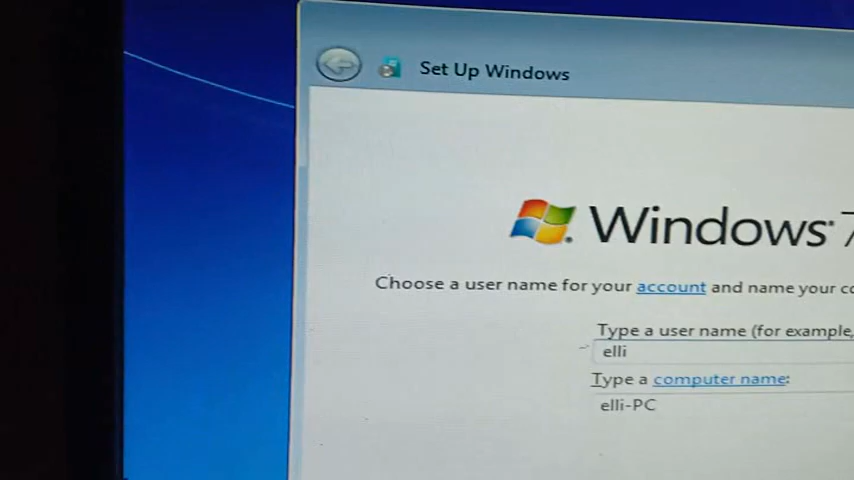 Set Up Windows
Windows 7
Choose a user name for your account and name your
Type a user name (for example,
elli
Type a computer name:
elli-PC